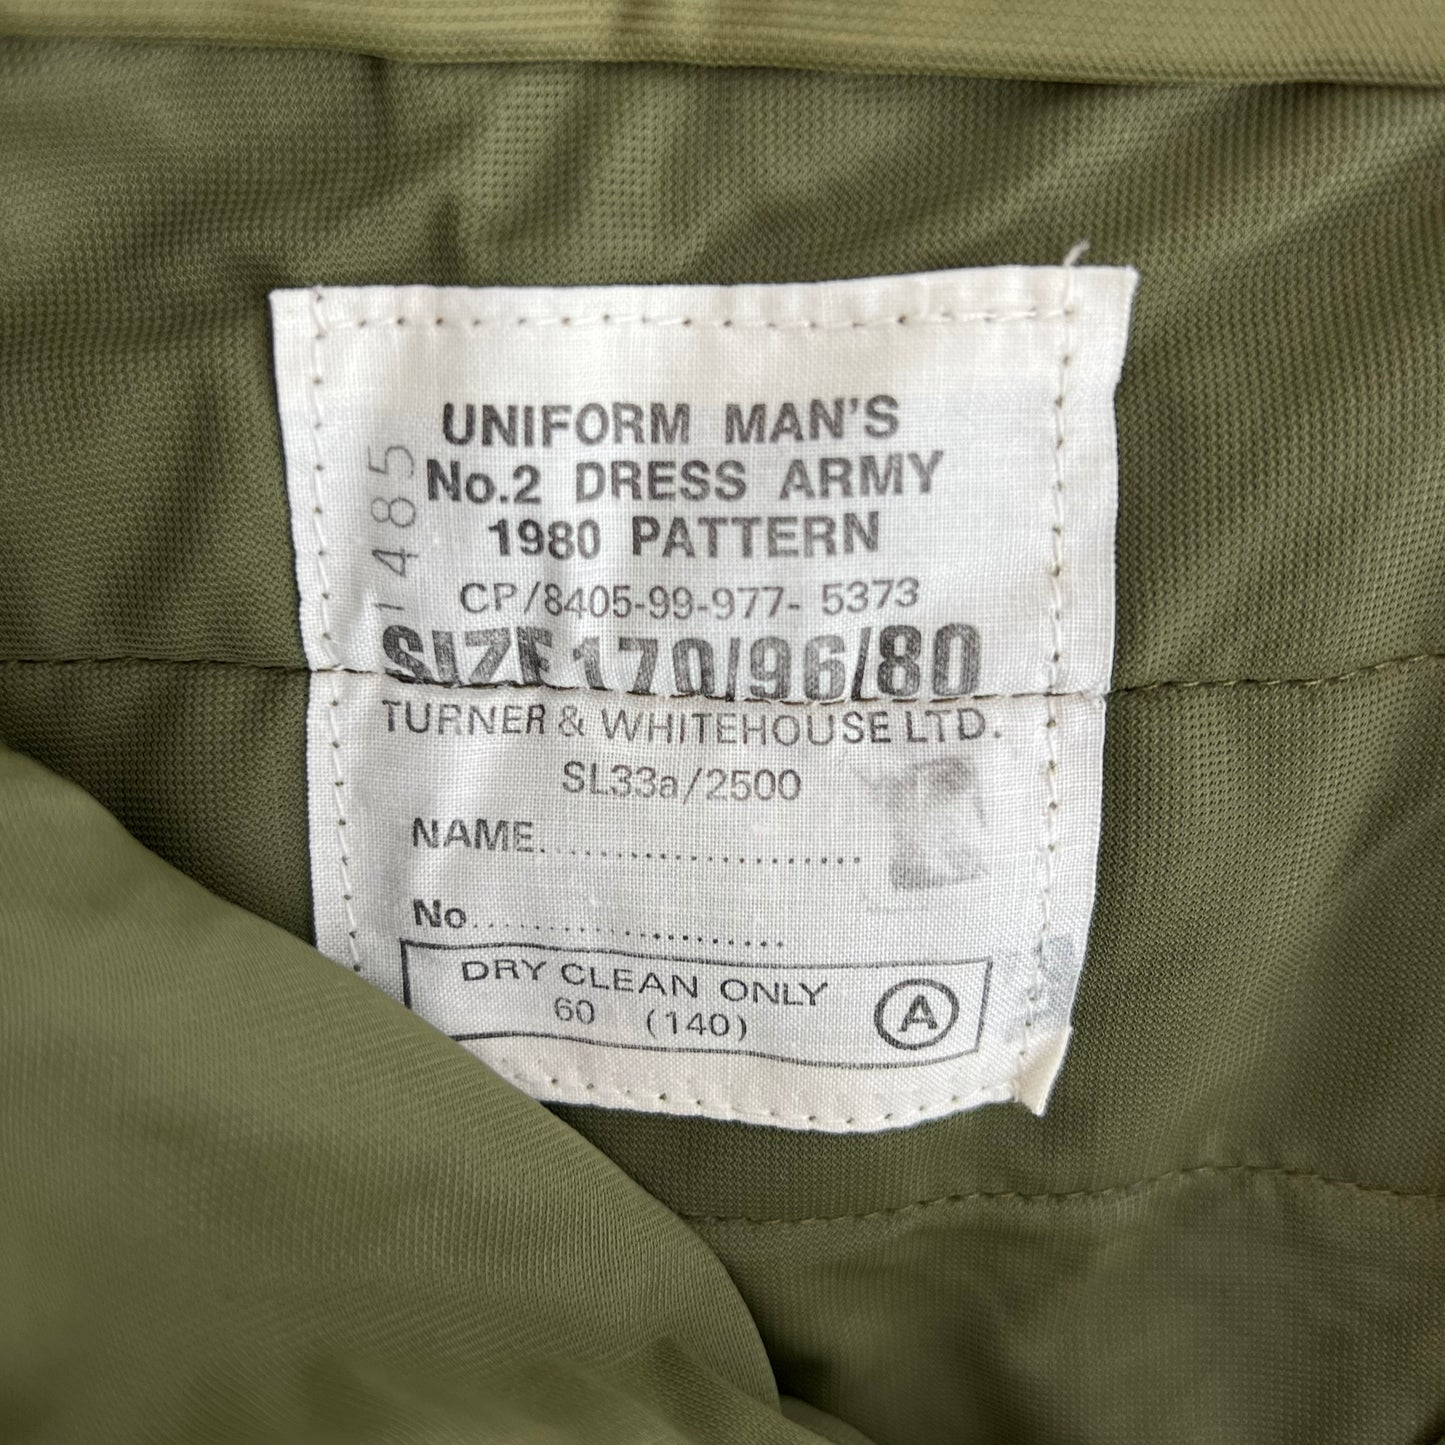 UNIFORM MAN'S
No.2 DRESS ARMY
1980 PATTERN
CP/8405-99-977- 5373
SIZE 170/96/80
TURNER & WHITEHOUSE LTD.
SL33a/2500
NAME..............................
No..............................
DRY CLEAN ONLY
60 (140)
A
1485